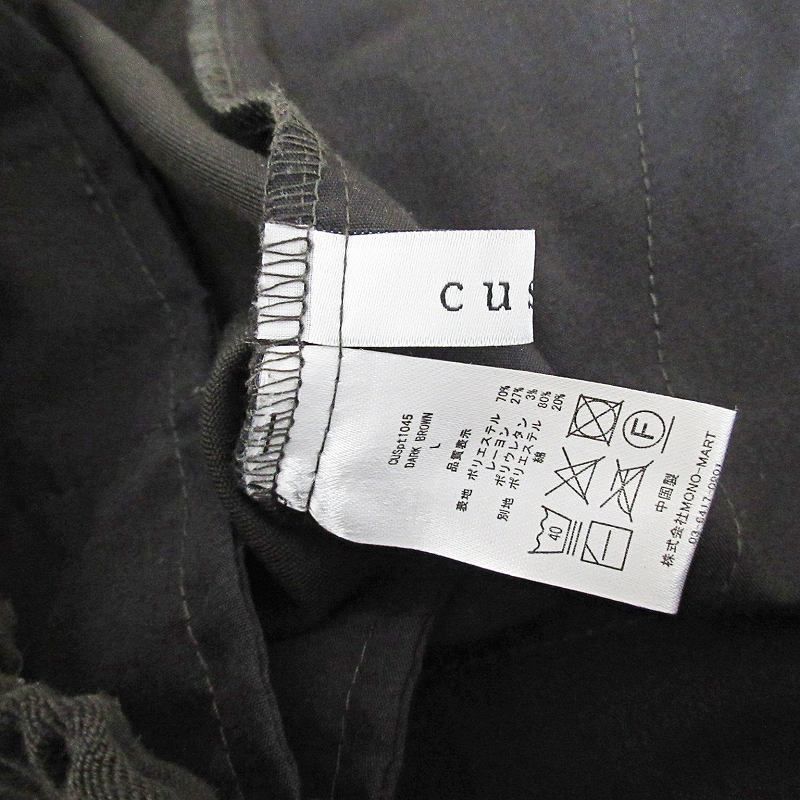 cus
CUSpt1045
DARK BROWN
L
品質表示
表地 ポリエステル 70%
レーヨン 27%
ポリウレタン 3%
別地 ポリエステル 80%
綿 20%
40
F
中国製
株式会社MONO-MART